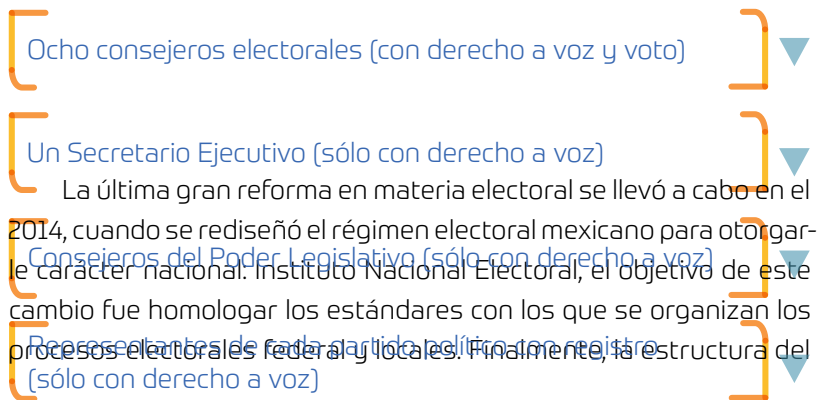 Ocho consejeros electorales (con derecho a voz y voto)
Un Secretario Ejecutivo (sólo con derecho a voz)
La última gran reforma en materia electoral se llevó a cabo en el
2014, cuando se rediseñó el régimen electoral mexicano para otorgar-
Consejeros del Poder Legislativo (sólo con derecho a voz)
le carácter nacional: Instituto Nacional Electoral, el objetivo de este
cambio fue homologar los estándares con los que se organizan los
Representantes de cada partido político con registro
procesos electorales federal y locales. Finalmente, la estructura del
(sólo con derecho a voz)